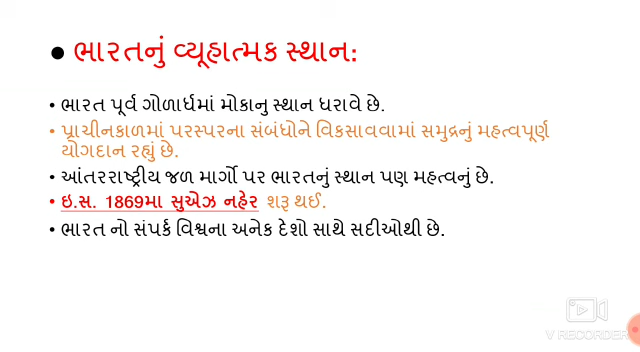 ● ભારતનું વ્યૂહાત્મક સ્થાન:
• ભારત પૂર્વ ગોળાર્ધમાં મોકાનુ સ્થાન ધરાવે છે.
• પ્રાચીનકાળમાં પરસ્પરના સંબંધોને વિકસાવવામાં સમુદ્રનું મહત્વપૂર્ણ
યોગદાન રહ્યું છે.
• આંતરરાષ્ટ્રીય જળ માર્ગો પર ભારતનું સ્થાન પણ મહત્વનું છે.
• ઇ.સ. 1869મા સુએઝ નહેર શરૂ થઈ.
• ભારત નો સંપર્ક વિશ્વના અનેક દેશો સાથે સદીઓથી છે.
V RECORDER